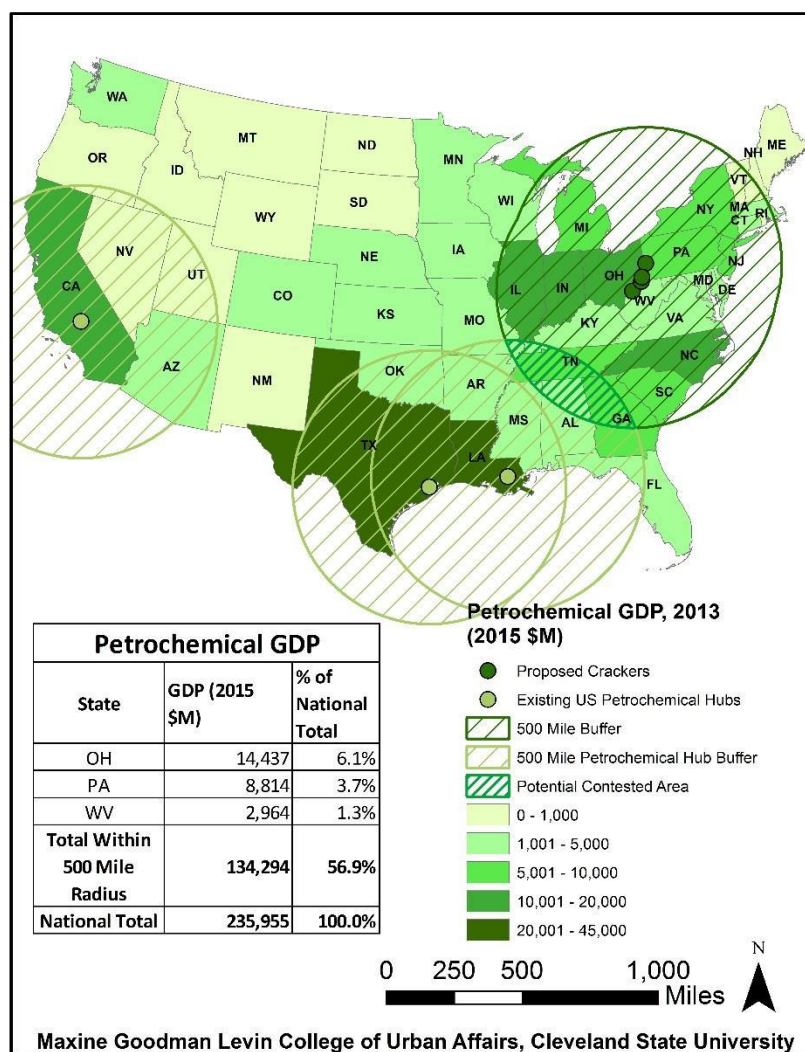 WA
MT
ND
ME
OR
ID
MN
NH
VT
WY
SD
WI
MI
NY
MA
CT
RI
NE
IA
PA
NJ
NV
UT
OH
MD
DE
CA
CO
IL
IN
WV
VA
KS
MO
KY
AZ
NM
OK
AR
TN
NC
SC
MS
AL
GA
TX
LA
FL
Petrochemical GDP
State GDP (2015 $M) % of National Total
OH 14,437 6.1%
PA 8,814 3.7%
WV 2,964 1.3%
Total Within 500 Mile Radius 134,294 56.9%
National Total 235,955 100.0%
Petrochemical GDP, 2013
(2015 $M)
Proposed Crackers
Existing US Petrochemical Hubs
500 Mile Buffer
500 Mile Petrochemical Hub Buffer
Potential Contested Area
0 - 1,000
1,001 - 5,000
5,001 - 10,000
10,001 - 20,000
20,001 - 45,000
N
0 250 500 1,000
Miles
Maxine Goodman Levin College of Urban Affairs, Cleveland State University